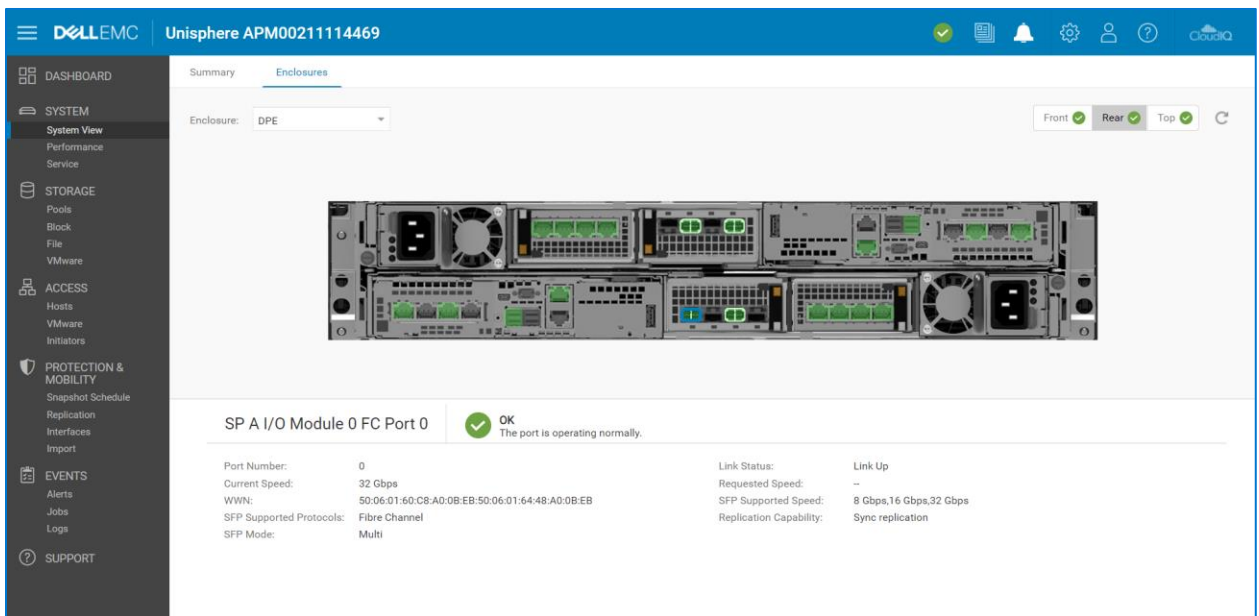 DELLEMC
Unisphere APM00211114469
CloudIQ
DASHBOARD
SYSTEM
System View
Performance
Service
STORAGE
Pools
Block
File
VMware
ACCESS
Hosts
VMware
Initiators
PROTECTION &
MOBILITY
Snapshot Schedule
Replication
Interfaces
Import
EVENTS
Alerts
Jobs
Logs
SUPPORT
Summary Enclosures
Enclosure: DPE
Front Rear Top
SP A I/O Module 0 FC Port 0
OK
The port is operating normally.
Port Number: 0
Current Speed: 32 Gbps
WWN: 50:06:01:60:C8:A0:0B:EB:50:06:01:64:48:A0:0B:EB
SFP Supported Protocols: Fibre Channel
SFP Mode: Multi
Link Status: Link Up
Requested Speed: --
SFP Supported Speed: 8 Gbps,16 Gbps,32 Gbps
Replication Capability: Sync replication